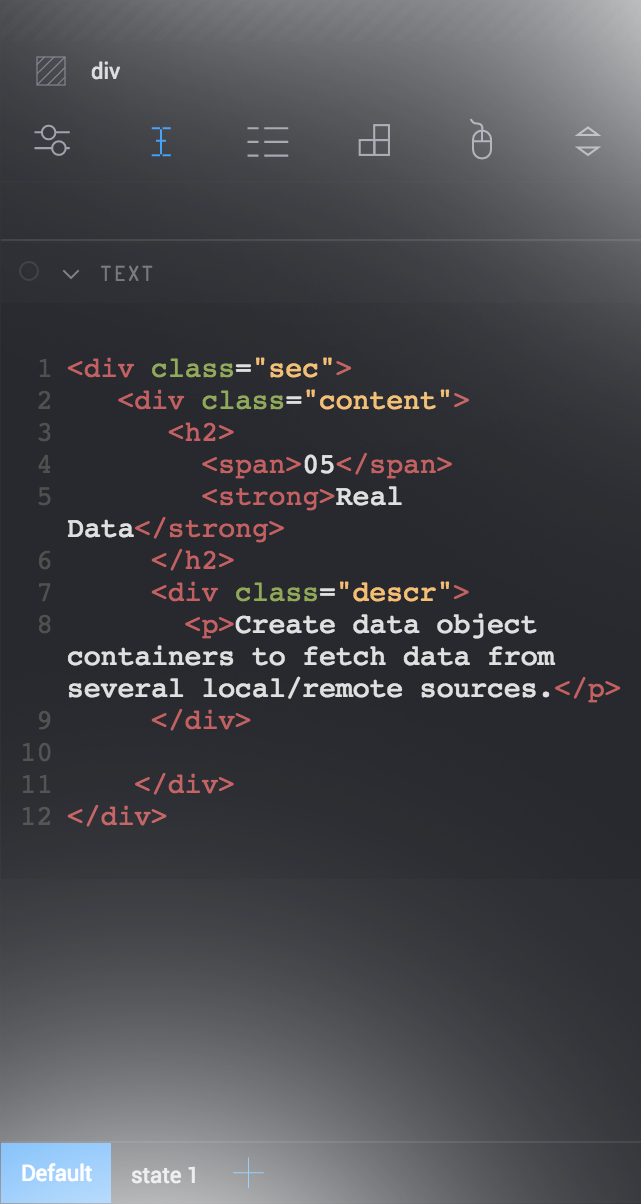 div
TEXT
1 <div class="sec">
2 <div class="content">
3 <h2>
4 <span>05</span>
5 <strong>Real
Data</strong>
6 </h2>
7 <div class="descr">
8 <p>Create data object
containers to fetch data from
several local/remote sources.</p>
9 </div>
10
11 </div>
12 </div>
Default state 1